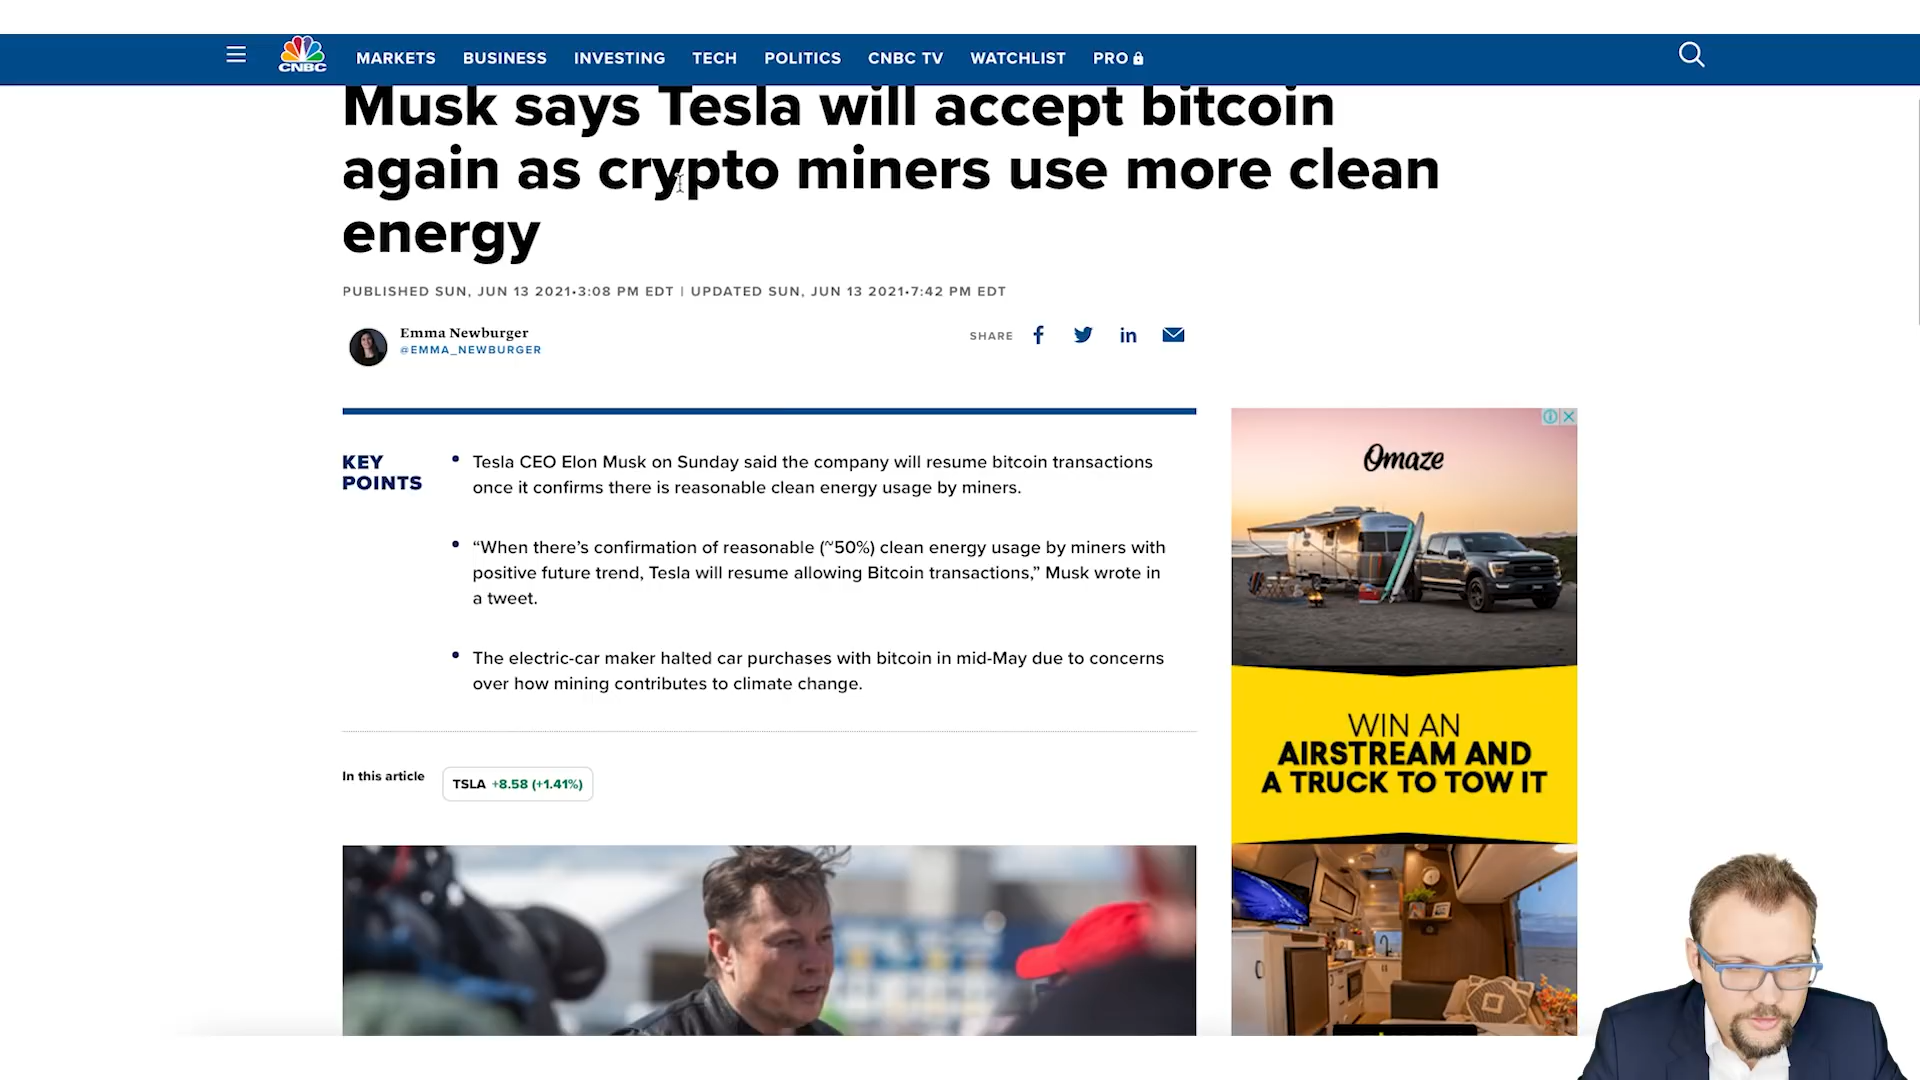 CNBC
MARKETS BUSINESS INVESTING TECH POLITICS CNBC TV WATCHLIST PRO
Musk says Tesla will accept bitcoin
again as crypto miners use more clean
energy
PUBLISHED SUN, JUN 13 2021•3:08 PM EDT | UPDATED SUN, JUN 13 2021•7:42 PM EDT
Emma Newburger
@EMMA_NEWBURGER
SHARE
KEY
POINTS
• Tesla CEO Elon Musk on Sunday said the company will resume bitcoin transactions
once it confirms there is reasonable clean energy usage by miners.
• “When there’s confirmation of reasonable (~50%) clean energy usage by miners with
positive future trend, Tesla will resume allowing Bitcoin transactions,” Musk wrote in
a tweet.
• The electric-car maker halted car purchases with bitcoin in mid-May due to concerns
over how mining contributes to climate change.
In this article
TSLA +8.58 (+1.41%)
Omaze
WIN AN
AIRSTREAM AND
A TRUCK TO TOW IT